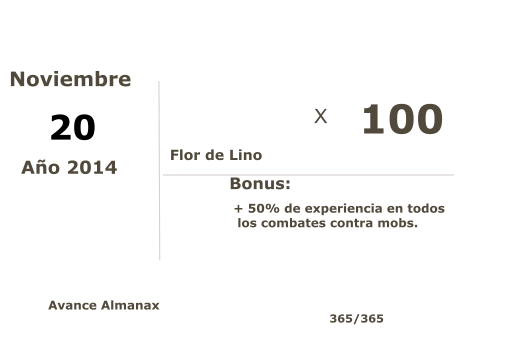 Noviembre
20
Año 2014
X 100
Flor de Lino
Bonus:
+ 50% de experiencia en todos
los combates contra mobs.
Avance Almanax
365/365